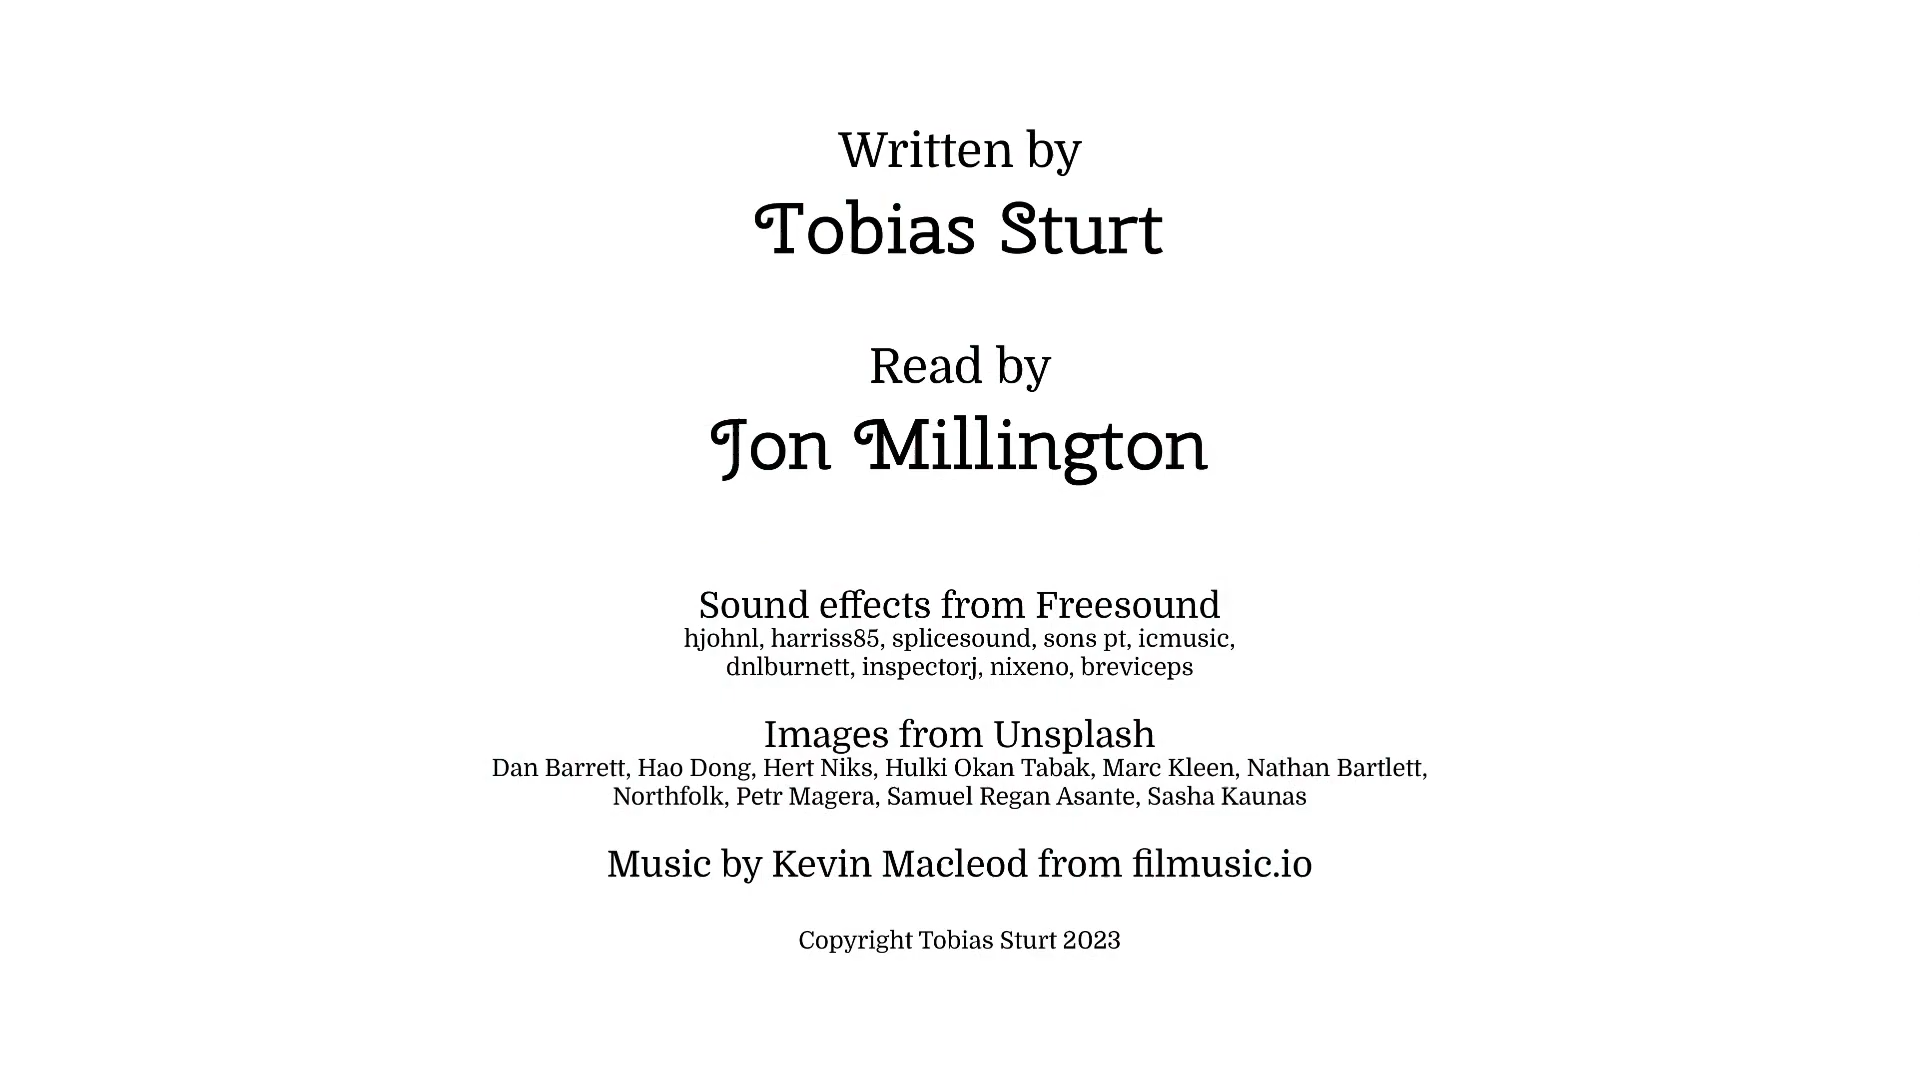 Written by
Tobias Sturt
Read by
Jon Millington
Sound effects from Freesound
hjohnl, harriss85, splicesound, sons pt, icmusic,
dnlburnett, inspectorj, nixeno, breviceps
Images from Unsplash
Dan Barrett, Hao Dong, Hert Niks, Hulki Okan Tabak, Marc Kleen, Nathan Bartlett,
Northfolk, Petr Magera, Samuel Regan Asante, Sasha Kaunas
Music by Kevin Macleod from filmusic.io
Copyright Tobias Sturt 2023